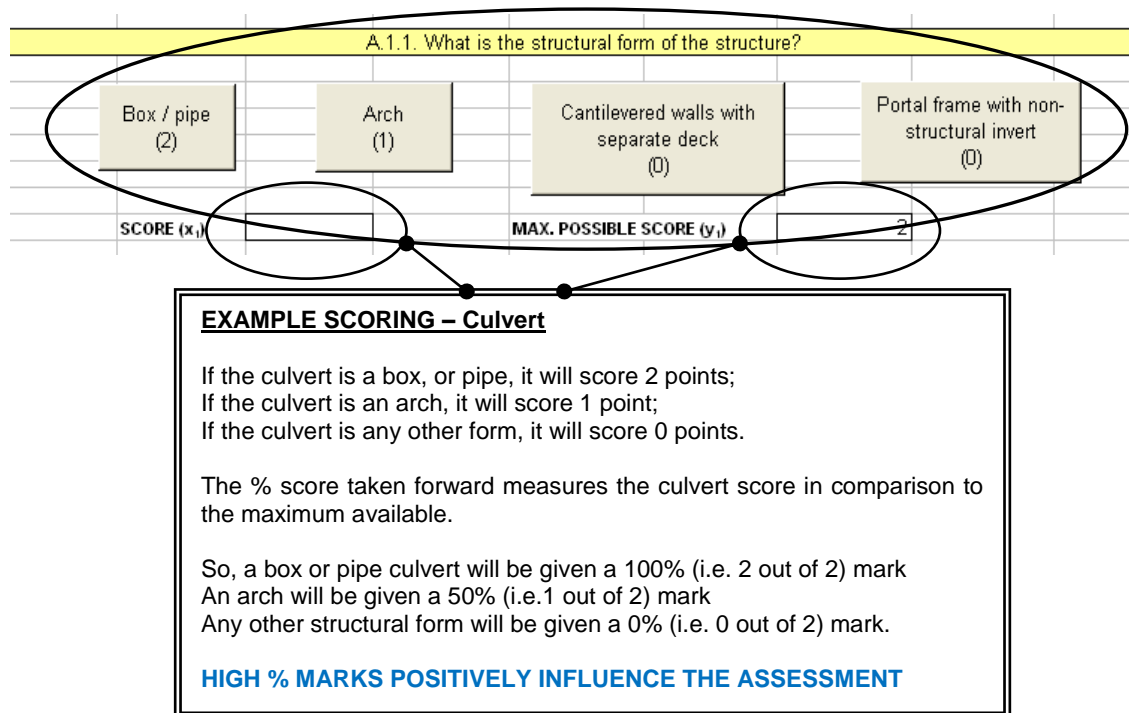 A.1.1. What is the structural form of the structure?
Box / pipe
(2)
Arch
(1)
Cantilevered walls with
separate deck
(0)
Portal frame with non-
structural invert
(0)
SCORE (x₁)
MAX. POSSIBLE SCORE (y₁)
2
EXAMPLE SCORING – Culvert
If the culvert is a box, or pipe, it will score 2 points;
If the culvert is an arch, it will score 1 point;
If the culvert is any other form, it will score 0 points.
The % score taken forward measures the culvert score in comparison to
the maximum available.
So, a box or pipe culvert will be given a 100% (i.e. 2 out of 2) mark
An arch will be given a 50% (i.e.1 out of 2) mark
Any other structural form will be given a 0% (i.e. 0 out of 2) mark.
HIGH % MARKS POSITIVELY INFLUENCE THE ASSESSMENT